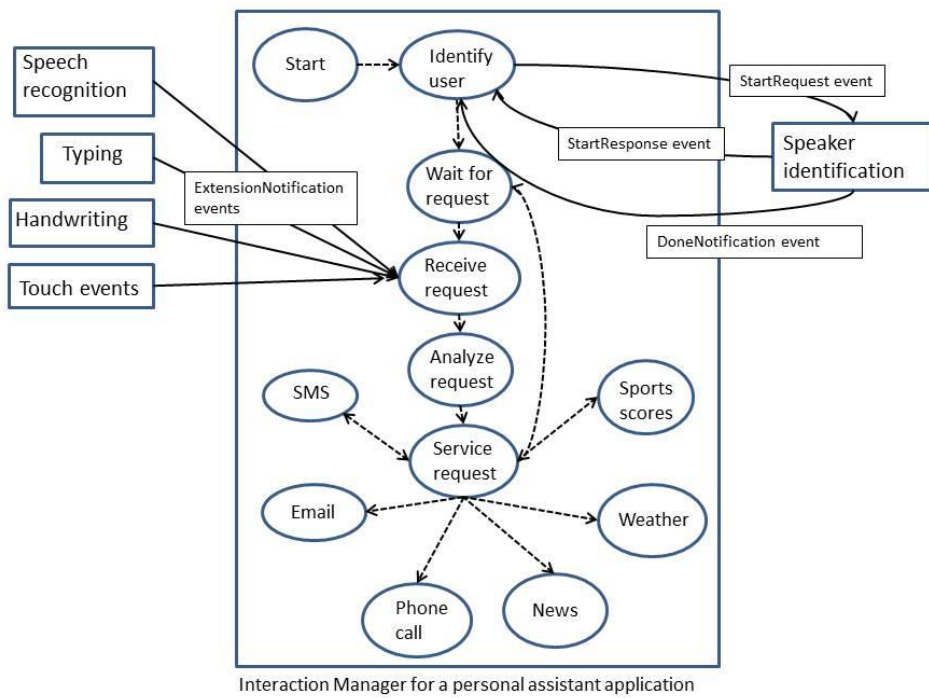 Speech
recognition
Typing
Handwriting
Touch events
ExtensionNotification
events
Start
Identify
user
Wait for
request
Receive
request
Analyze
request
Service
request
SMS
Sports
scores
Email
Weather
Phone
call
News
StartRequest event
StartResponse event
Speaker
identification
DoneNotification event
Interaction Manager for a personal assistant application